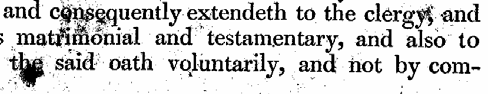 and consequently extendeth to the clergy, and
s matrimonial and testamentary, and also to
the said oath voluntarily, and not by com-